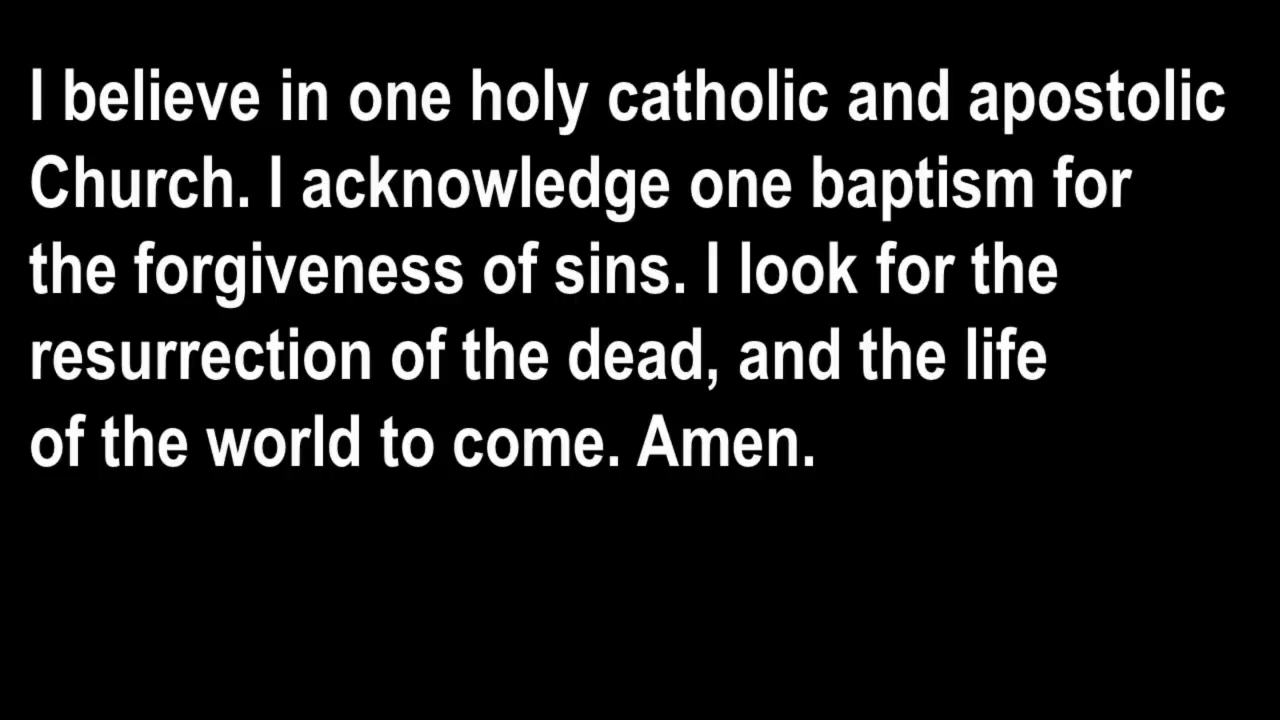 I believe in one holy catholic and apostolic
Church. I acknowledge one baptism for
the forgiveness of sins. I look for the
resurrection of the dead, and the life
of the world to come. Amen.